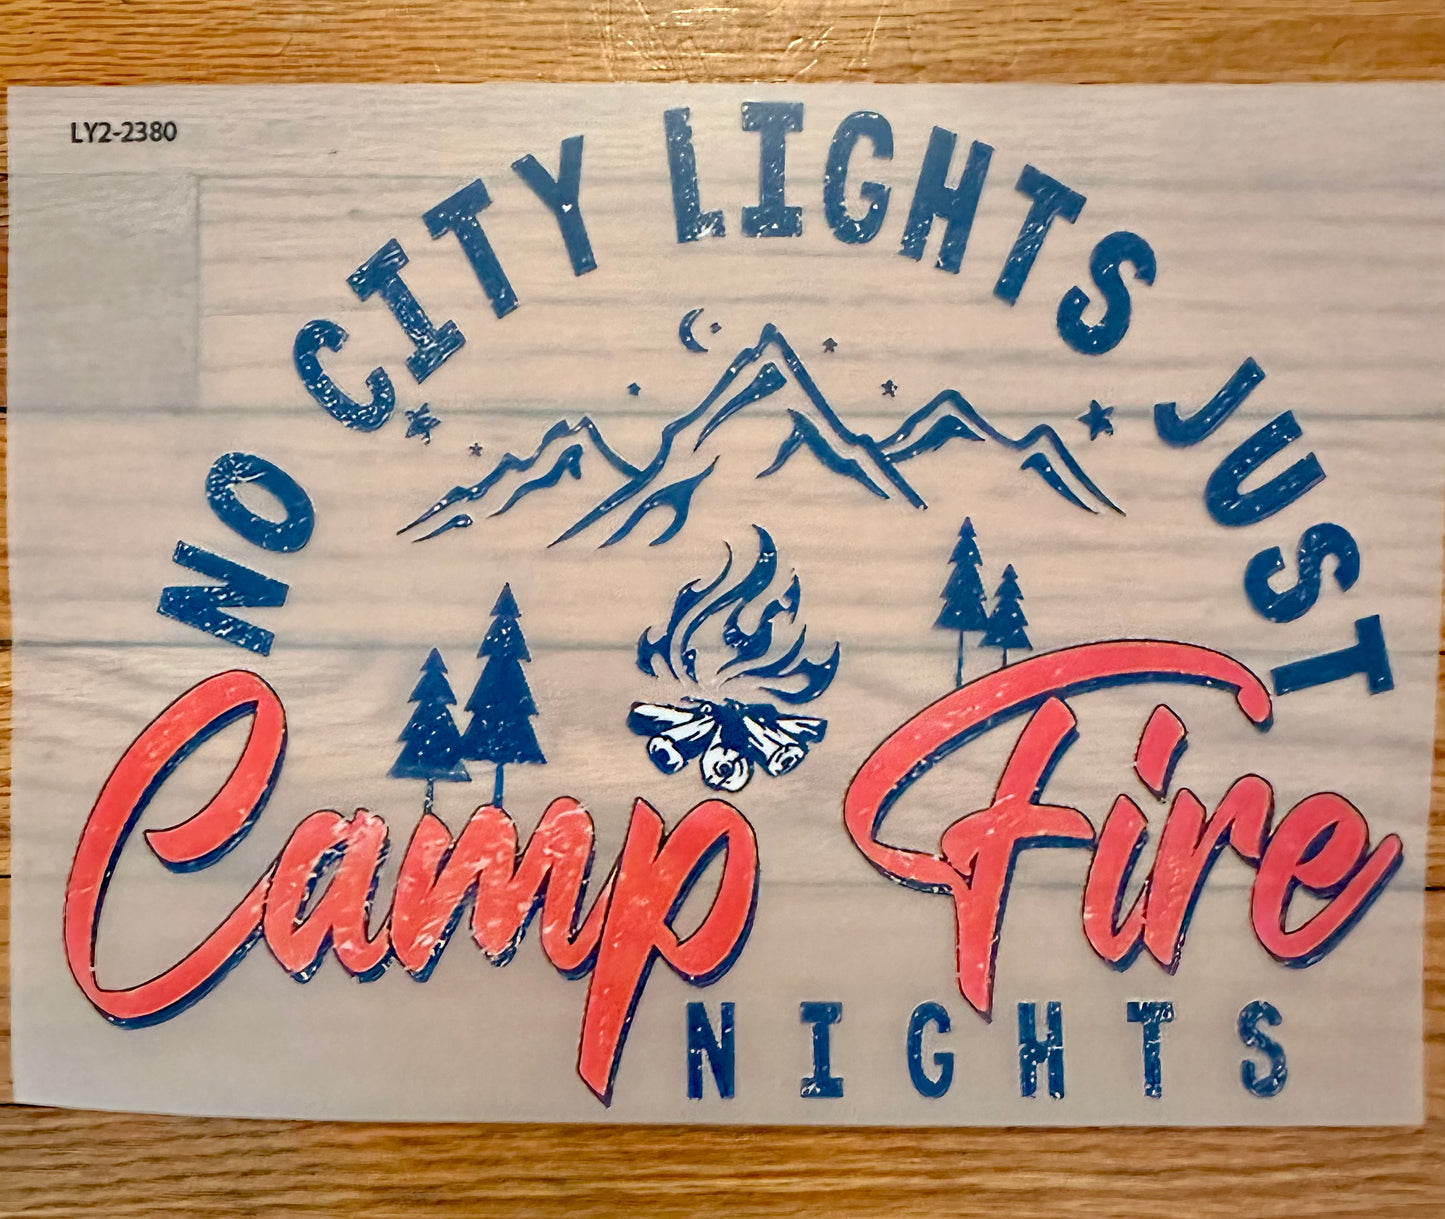 LY2-2380
NO CITY LIGHTS JUST
Camp Fire
NIGHTS